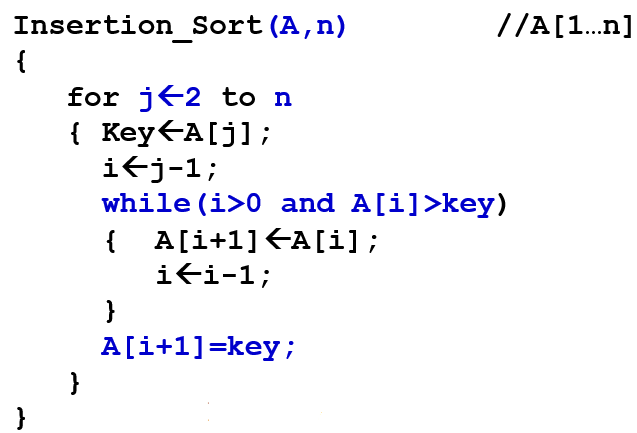 Insertion_Sort(A,n) //A[1…n]
{
for j←2 to n
{ Key←A[j];
i←j-1;
while(i>0 and A[i]>key)
{ A[i+1]←A[i];
i←i-1;
}
A[i+1]=key;
}
}